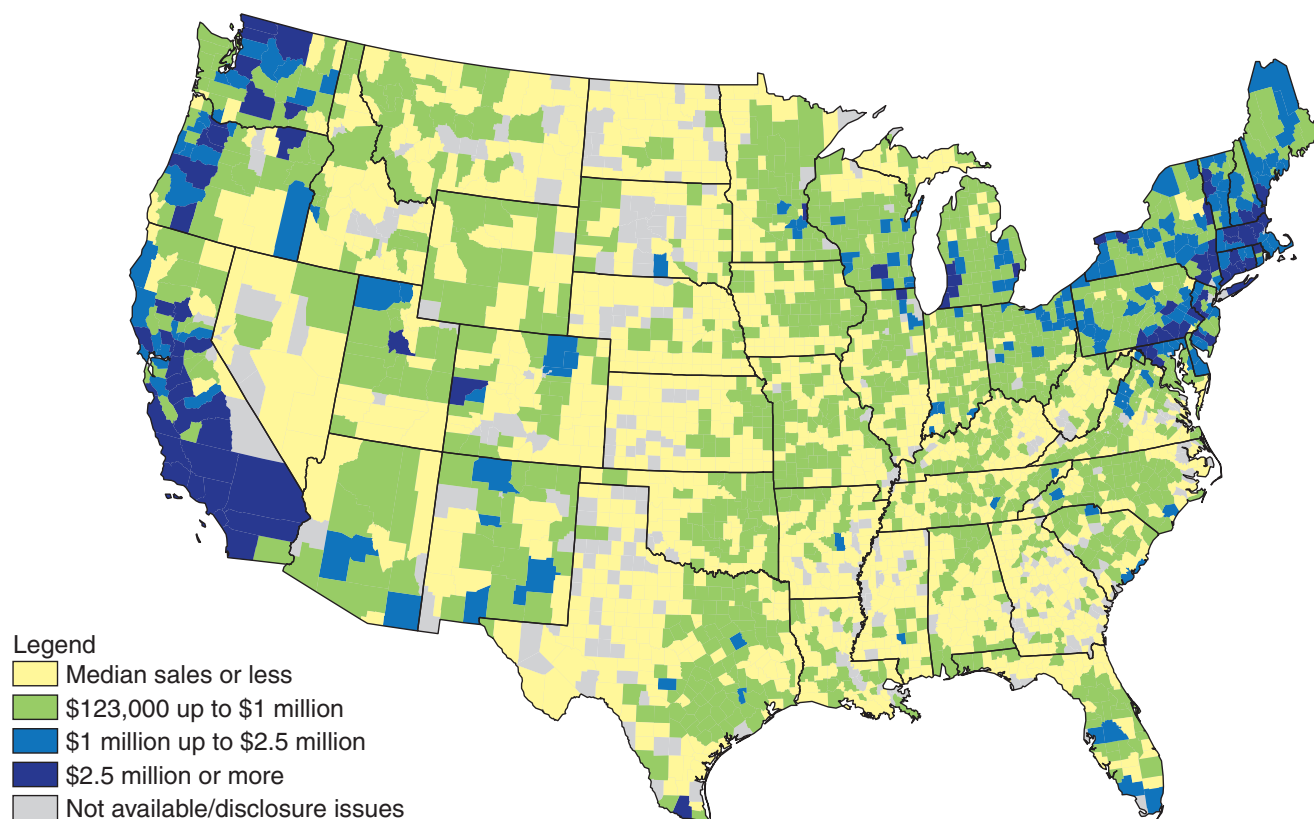 Legend
Median sales or less
$123,000 up to $1 million
$1 million up to $2.5 million
$2.5 million or more
Not available/disclosure issues